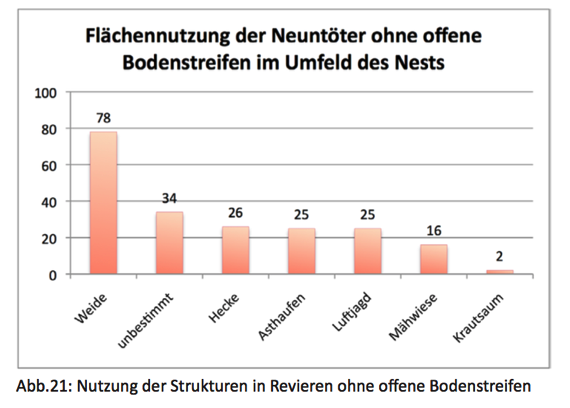 Flächennutzung der Neuntöter ohne offene
Bodenstreifen im Umfeld des Nests
100
80
60
40
20
0
78
34
26
25
25
16
2
Weide
unbestimmt
Hecke
Asthaufen
Luftjagd
Mähwiese
Krautsaum
Abb.21: Nutzung der Strukturen in Revieren ohne offene Bodenstreifen